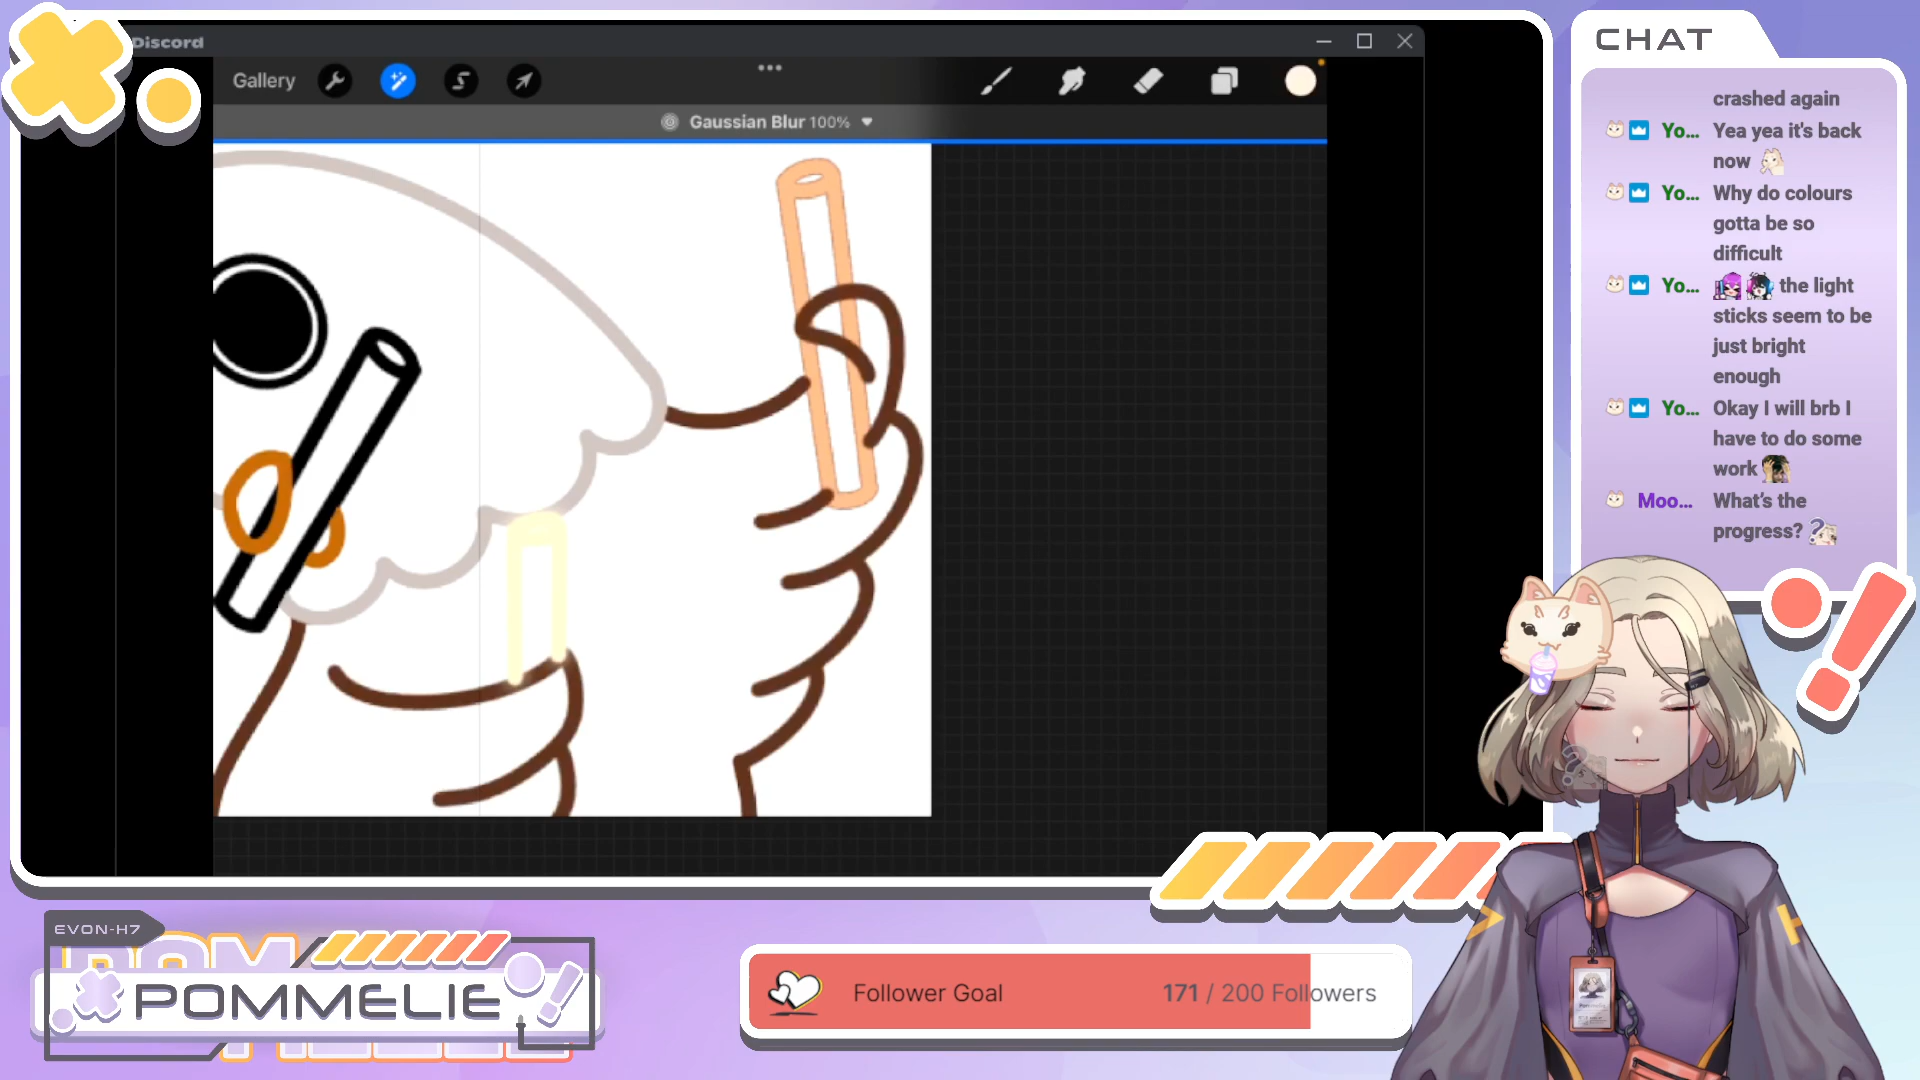 Discord
Gallery
Gaussian Blur 100%
CHAT
crashed again
Yo... Yea yea it's back
now
Yo... Why do colours
gotta be so
difficult
Yo... the light
sticks seem to be
just bright
enough
Yo... Okay I will brb I
have to do some
work
Moo... What's the
progress?
EVON-H7
POMMELIE
Follower Goal
171 / 200 Followers